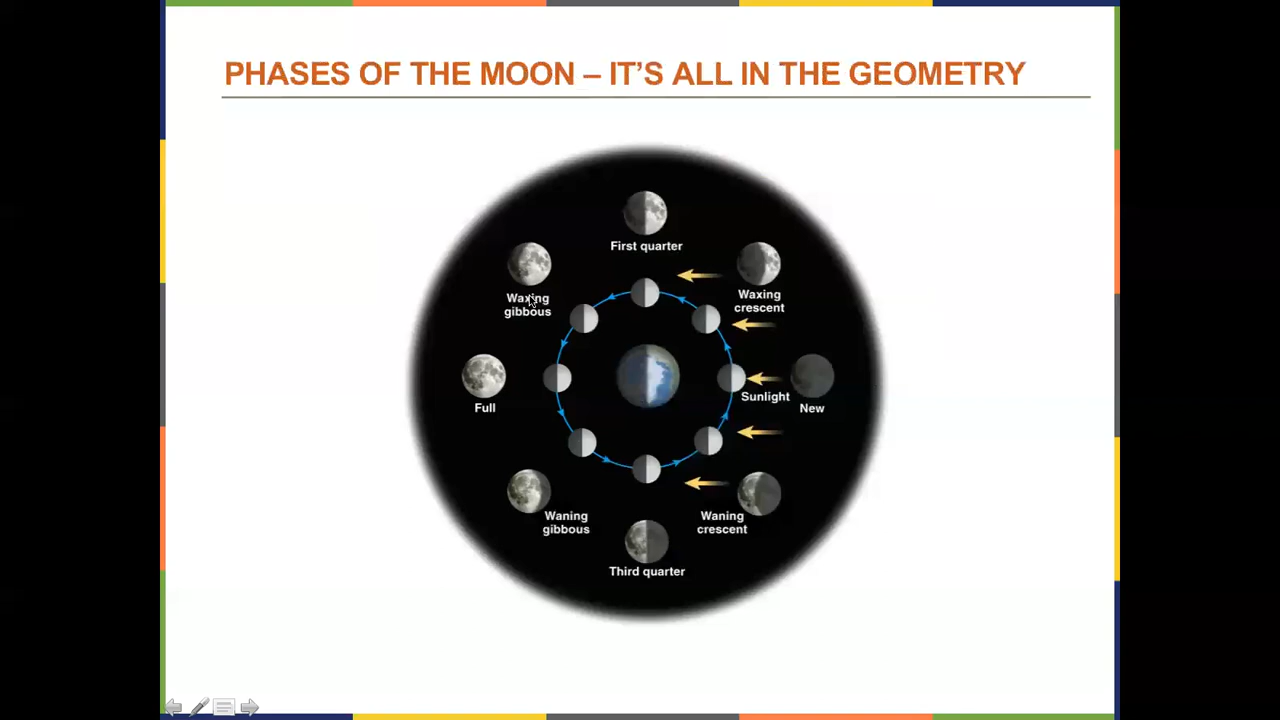 PHASES OF THE MOON – IT'S ALL IN THE GEOMETRY
First quarter
Waxing
gibbous
Waxing
crescent
Full
Sunlight
New
Waning
gibbous
Waning
crescent
Third quarter